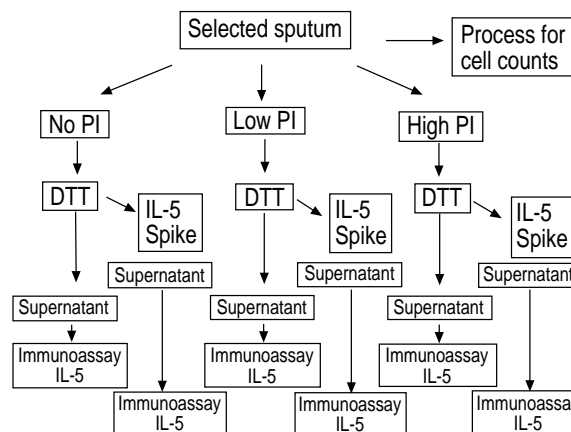 Selected sputum
Process for
cell counts
No PI
Low PI
High PI
DTT
IL-5
Spike
DTT
IL-5
Spike
DTT
IL-5
Spike
Supernatant
Supernatant
Supernatant
Supernatant
Supernatant
Supernatant
Immunoassay
IL-5
Immunoassay
IL-5
Immunoassay
IL-5
Immunoassay
IL-5
Immunoassay
IL-5
Immunoassay
IL-5